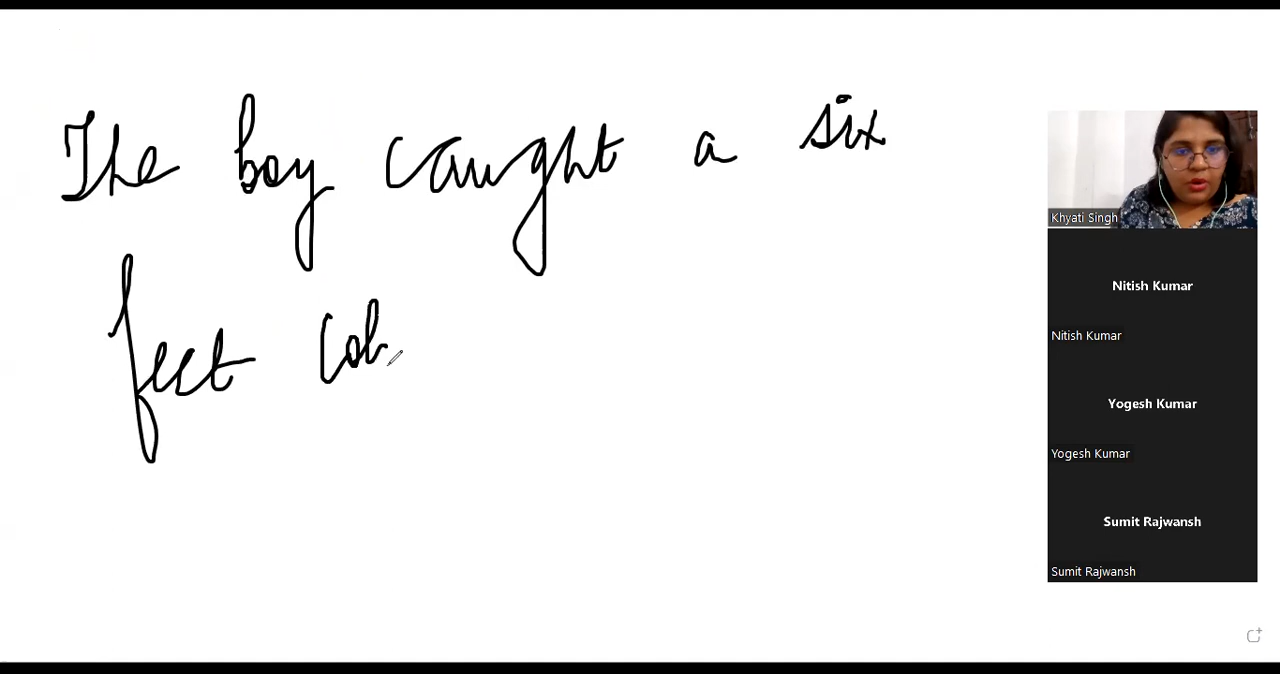 The boy caught a six
feet cob
Khyati Singh
Nitish Kumar
Nitish Kumar
Yogesh Kumar
Yogesh Kumar
Sumit Rajwansh
Sumit Rajwansh